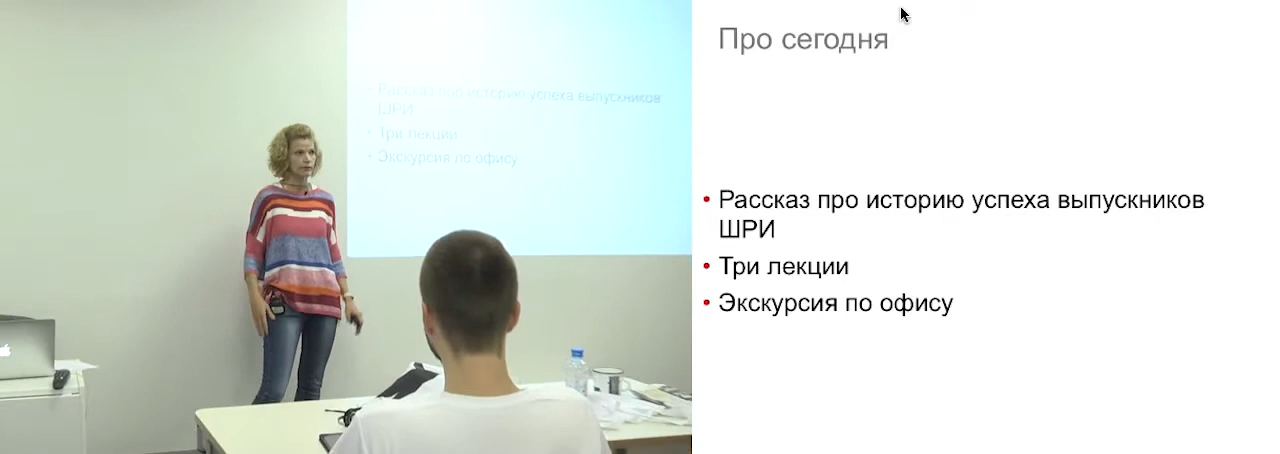 Рассказ про историю успеха выпускников
ШРИ
Три лекции
Экскурсия по офису
Про сегодня
Рассказ про историю успеха выпускников
ШРИ
Три лекции
Экскурсия по офису